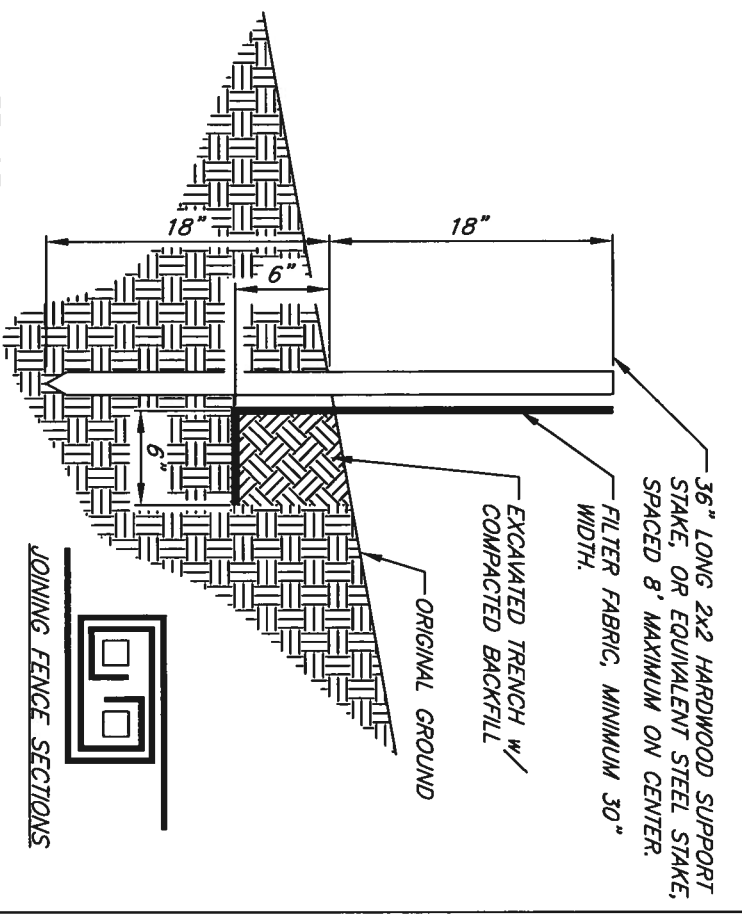 36" LONG 2x2 HARDWOOD SUPPORT
STAKE, OR EQUIVALENT STEEL STAKE,
SPACED 8' MAXIMUM ON CENTER.
FILTER FABRIC, MINIMUM 30"
WIDTH.
EXCAVATED TRENCH w/
COMPACTED BACKFILL
ORIGINAL GROUND
18"
18"
6"
6"
JOINING FENCE SECTIONS